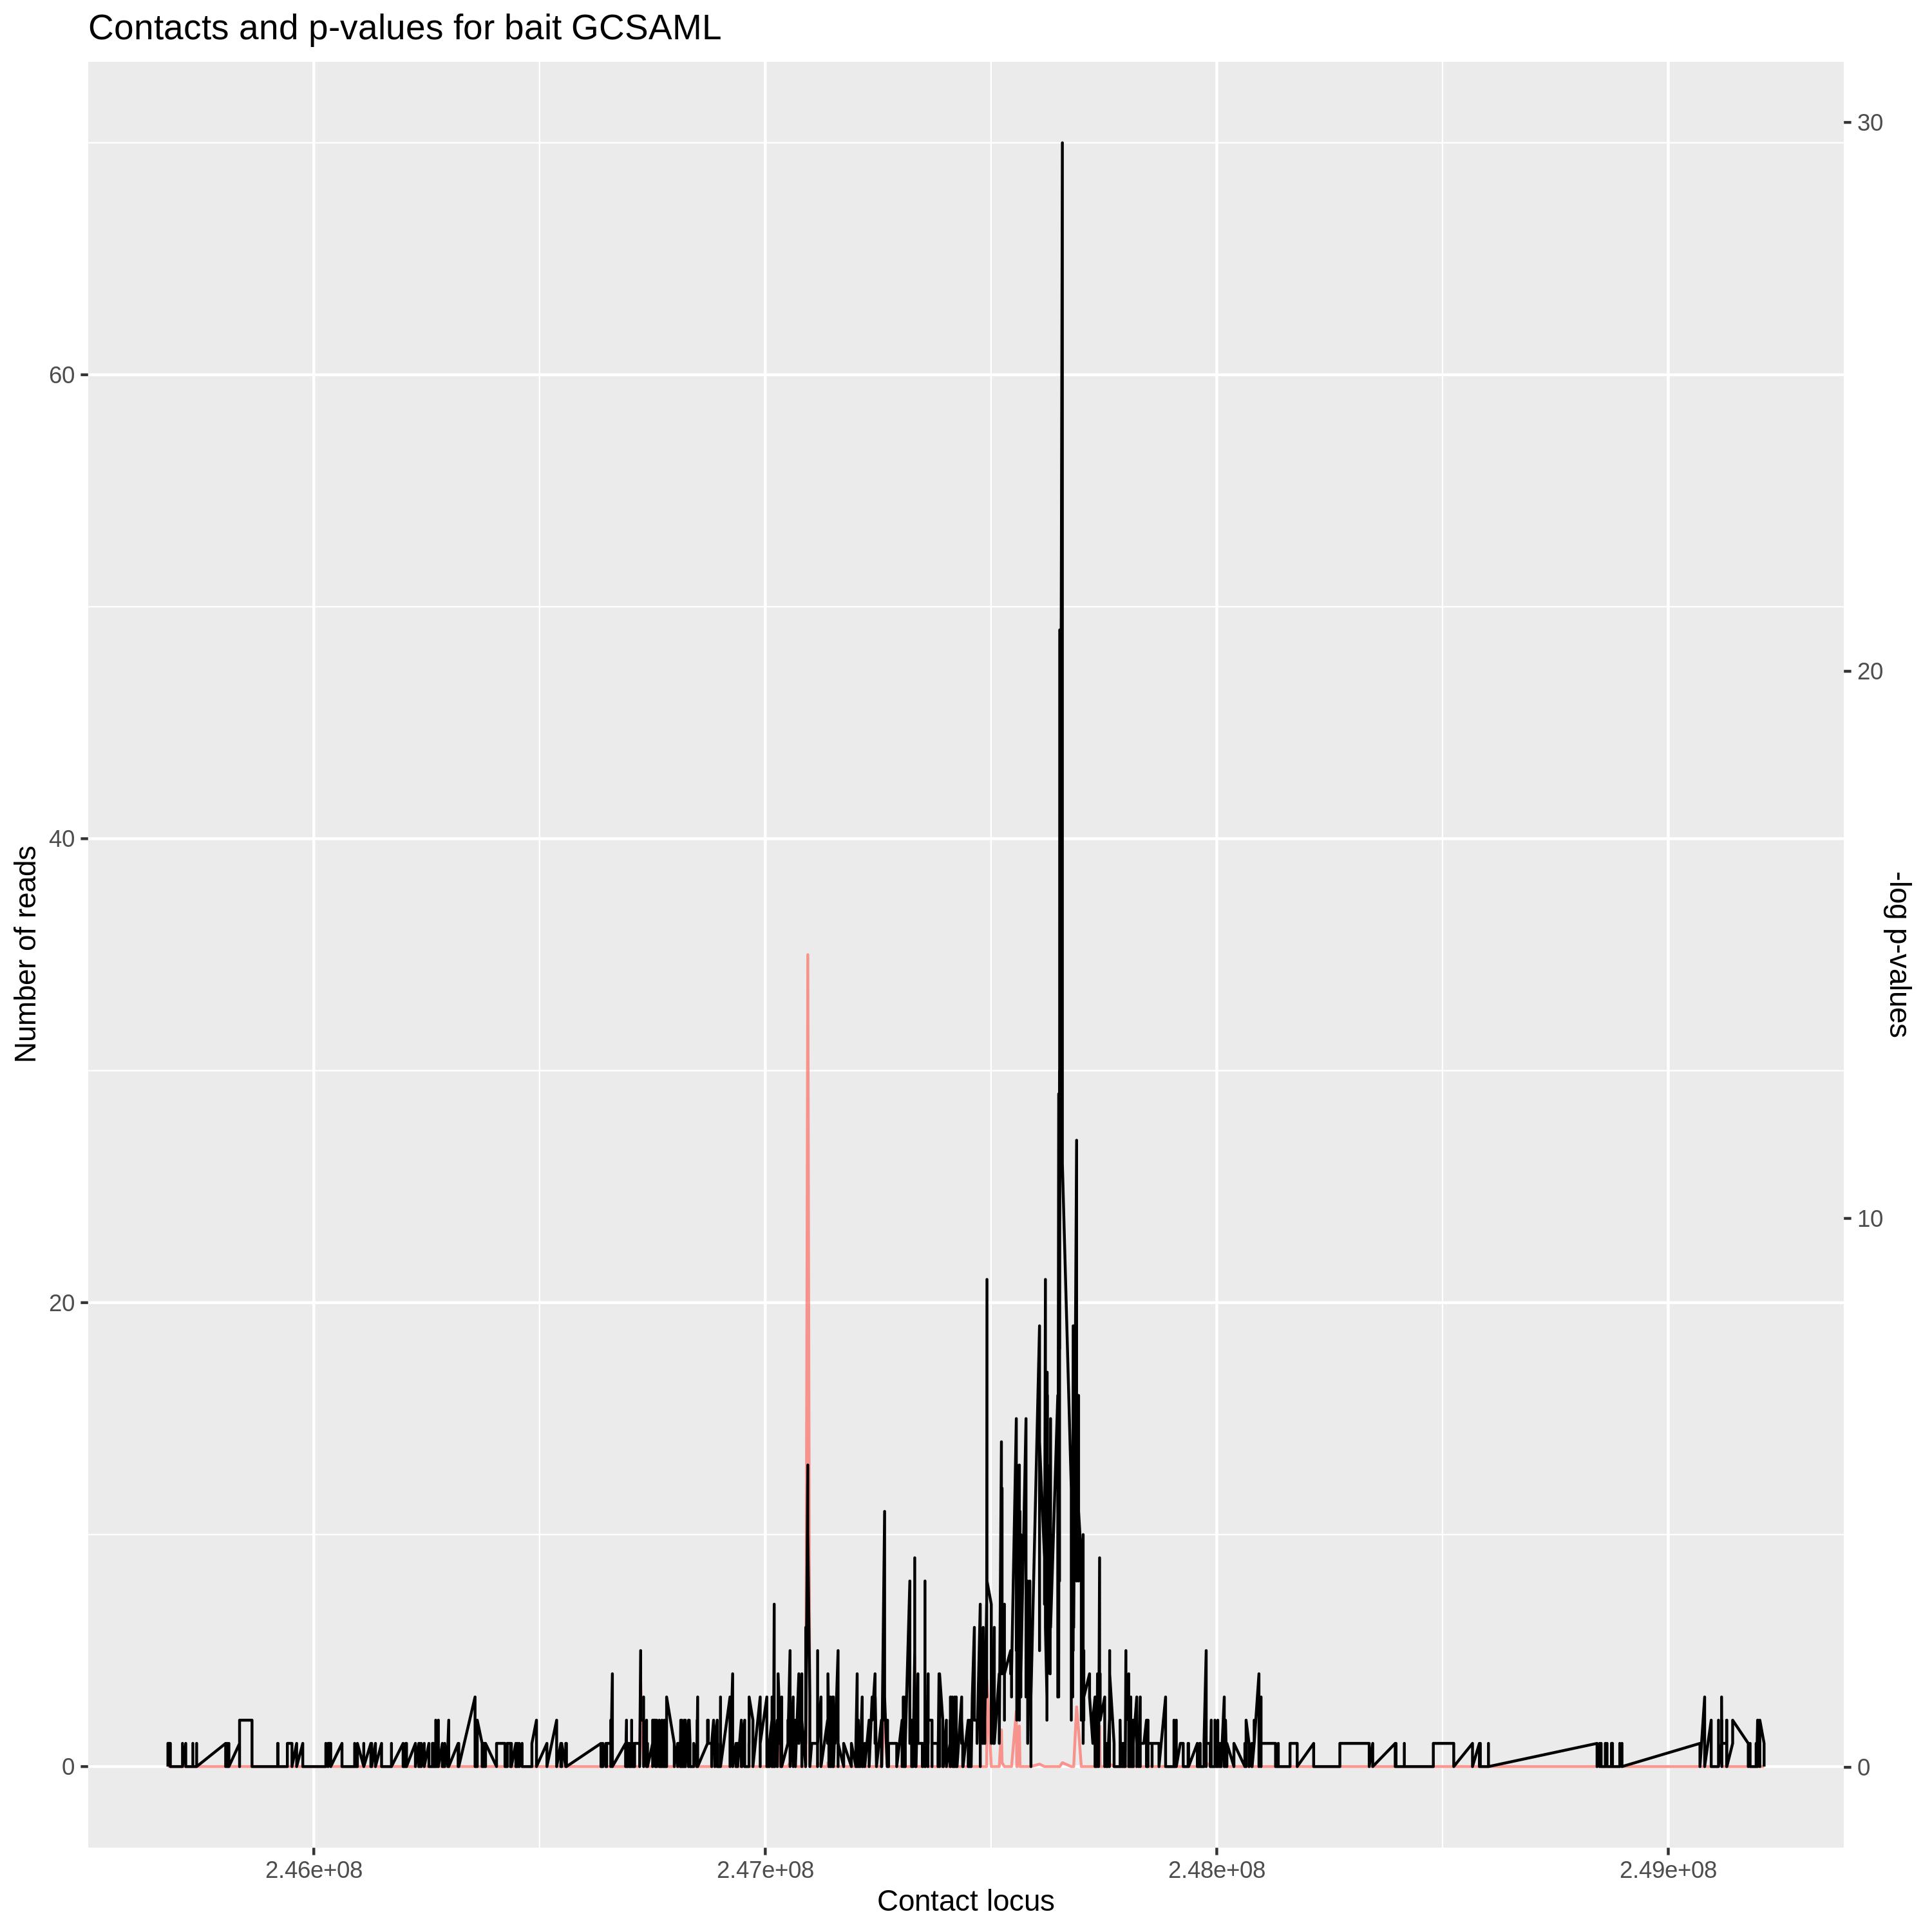 Contacts and p-values for bait GCSAML
30
60
20
40
Number of reads
-log p-values
10
20
0
0
2.46e+08
2.47e+08
2.48e+08
2.49e+08
Contact locus